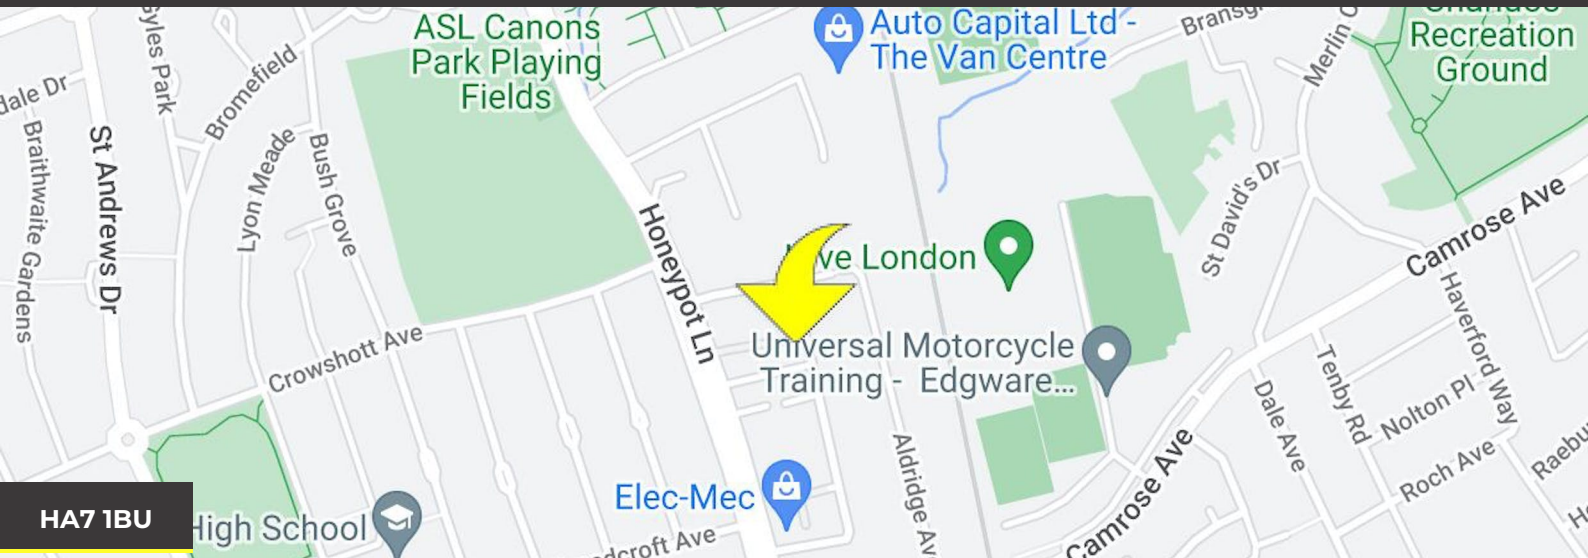 ASL Canons
Park Playing
Fields
Auto Capital Ltd -
The Van Centre
Recreation
Ground
Merlin
Bromefield
Park
Dr
Braithwaite Gardens
St Andrews Dr
Lyon Meade
Bush Grove
Honeypot Ln
London
St David's Dr
Camrose Ave
Crowshott Ave
Universal Motorcycle
Training - Edgware...
Haverford Way
Tenby Rd
Nolton Pl
Dale Ave
Roch Ave
Aldridge
Camrose Ave
Elec-Mec
HA7 1BU
High School
Ave